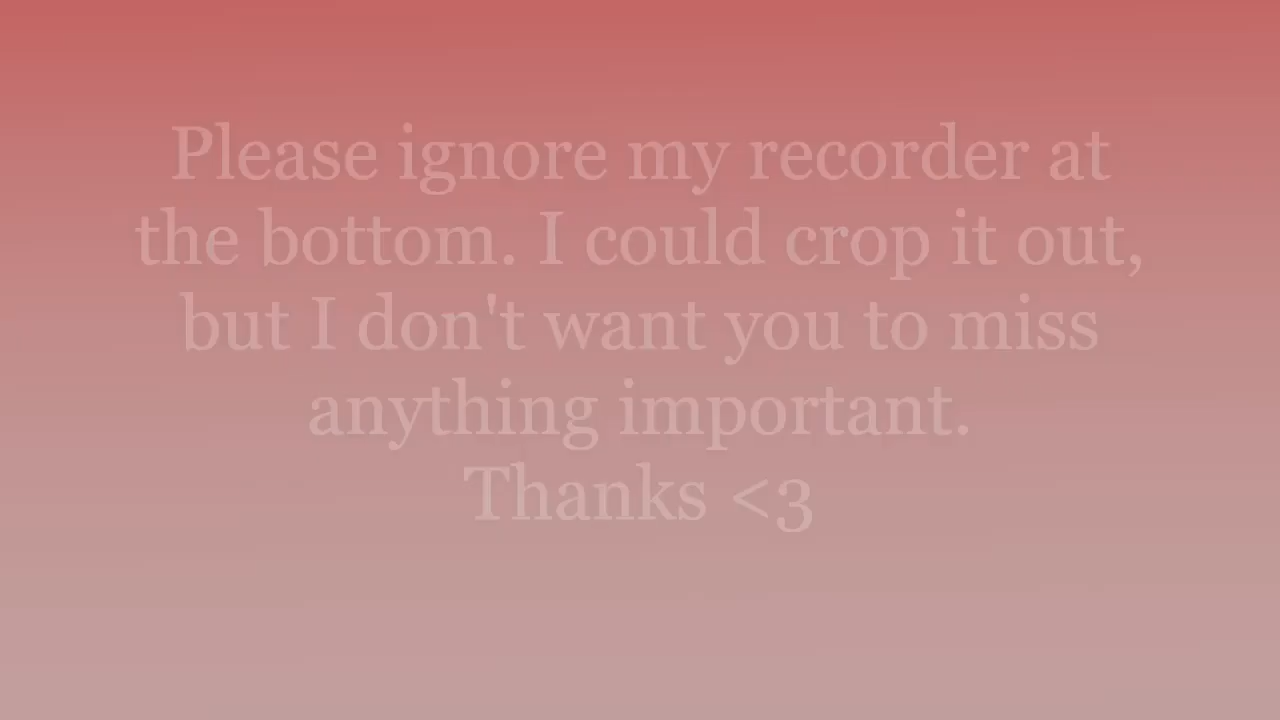 Please ignore my recorder at
the bottom. I could crop it out,
but I don't want you to miss
anything important.
Thanks <3